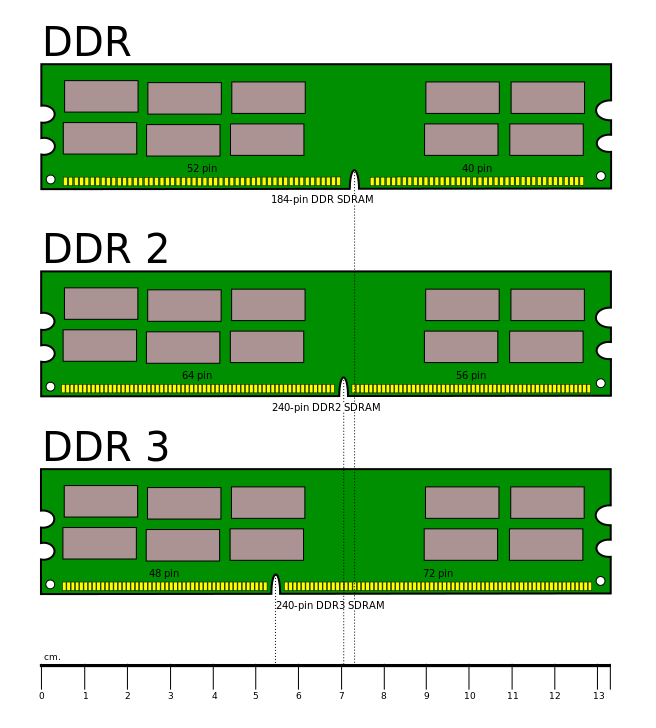 DDR
52 pin 40 pin
184-pin DDR SDRAM
DDR 2
64 pin 56 pin
240-pin DDR2 SDRAM
DDR 3
48 pin 72 pin
240-pin DDR3 SDRAM
cm.
0 1 2 3 4 5 6 7 8 9 10 11 12 13